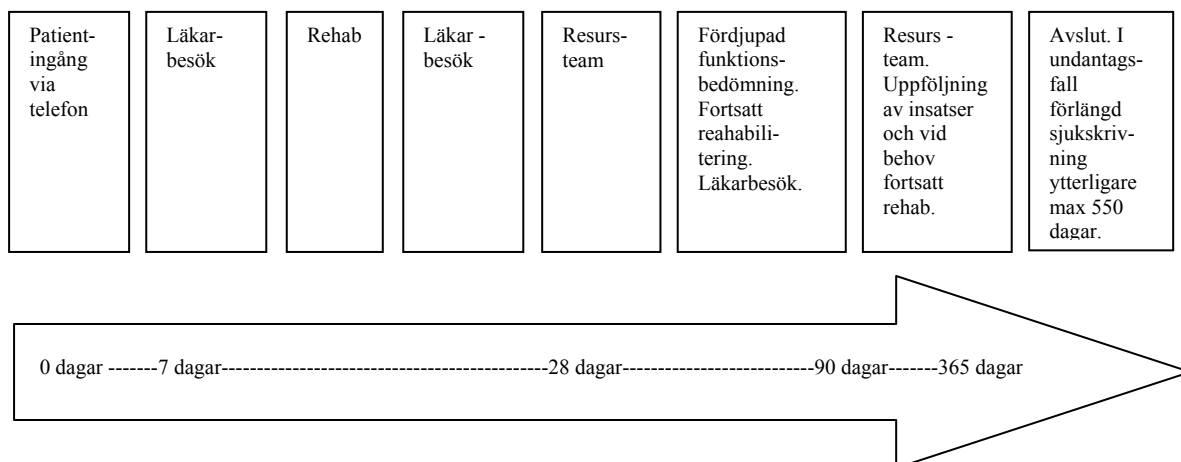 Patient-
ingång
via
telefon
Läkar-
besök
Rehab
Läkar -
besök
Resurs-
team
Fördjupad
funktions-
bedömning.
Fortsatt
reahabili-
tering.
Läkarbesök.
Resurs -
team.
Uppföljning
av insatser
och vid
behov
fortsatt
rehab.
Avslut. I
undantags-
fall
förlängd
sjukskriv-
ning
ytterligare
max 550
dagar.
0 dagar -------7 dagar----------------------------------------------28 dagar---------------------------90 dagar-------365 dagar